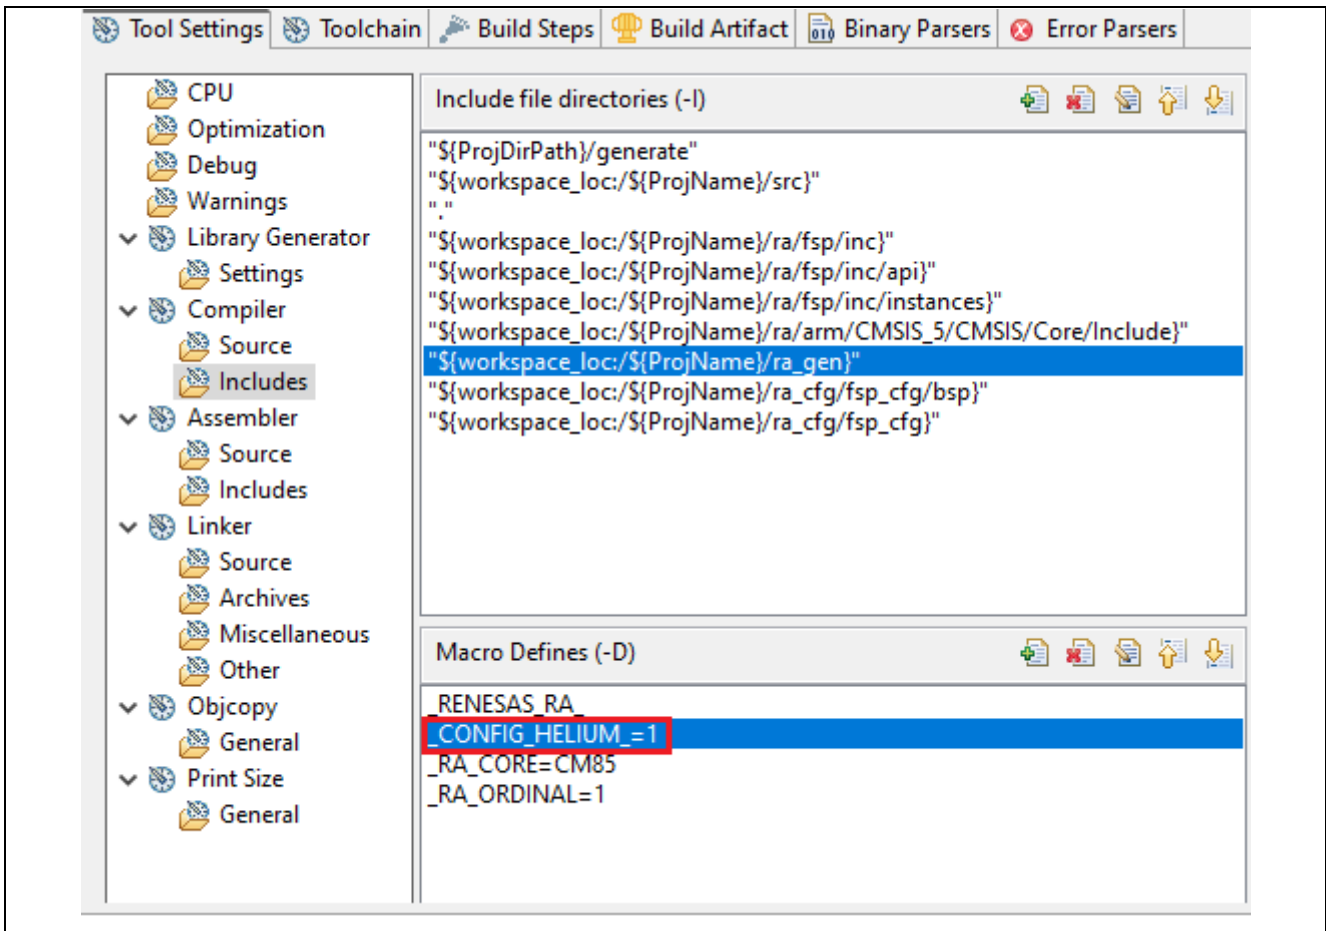 Tool Settings Toolchain Build Steps Build Artifact Binary Parsers Error Parsers
CPU
Optimization
Debug
Warnings
Library Generator
Settings
Compiler
Source
Includes
Assembler
Source
Includes
Linker
Source
Archives
Miscellaneous
Other
Objcopy
General
Print Size
General
Include file directories (-I)
"${ProjDirPath}/generate"
"${workspace_loc:/${ProjName}/src}"
"."
"${workspace_loc:/${ProjName}/ra/fsp/inc}"
"${workspace_loc:/${ProjName}/ra/fsp/inc/api}"
"${workspace_loc:/${ProjName}/ra/fsp/inc/instances}"
"${workspace_loc:/${ProjName}/ra/arm/CMSIS_5/CMSIS/Core/Include}"
"${workspace_loc:/${ProjName}/ra_gen}"
"${workspace_loc:/${ProjName}/ra_cfg/fsp_cfg/bsp}"
"${workspace_loc:/${ProjName}/ra_cfg/fsp_cfg}"
Macro Defines (-D)
_RENESAS_RA_
_CONFIG_HELIUM_=1
_RA_CORE=CM85
_RA_ORDINAL=1